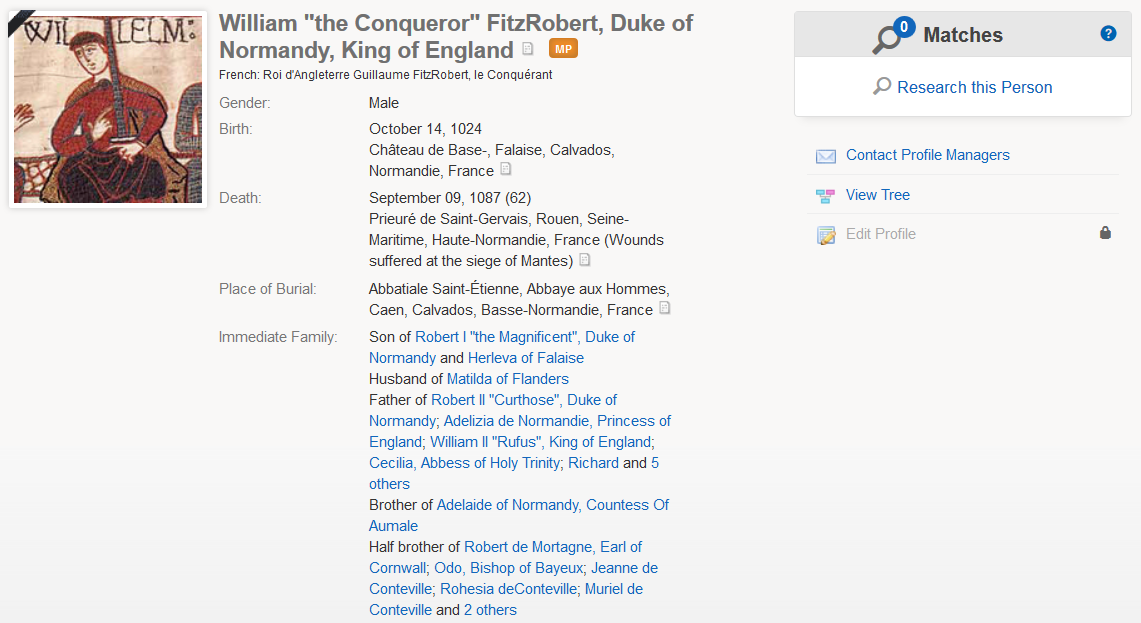 WILLELM:
William "the Conqueror" FitzRobert, Duke of
Normandy, King of England MP
French: Roi d'Angleterre Guillaume FitzRobert, le Conquérant
Gender: Male
Birth: October 14, 1024
Château de Base-, Falaise, Calvados,
Normandie, France
Death: September 09, 1087 (62)
Prieuré de Saint-Gervais, Rouen, Seine-
Maritime, Haute-Normandie, France (Wounds
suffered at the siege of Mantes)
Place of Burial: Abbatiale Saint-Étienne, Abbaye aux Hommes,
Caen, Calvados, Basse-Normandie, France
Immediate Family: Son of Robert I "the Magnificent", Duke of
Normandy and Herleva of Falaise
Husband of Matilda of Flanders
Father of Robert II "Curthose", Duke of
Normandy; Adelizia de Normandie, Princess of
England; William II "Rufus", King of England;
Cecilia, Abbess of Holy Trinity; Richard and 5
others
Brother of Adelaide of Normandy, Countess Of
Aumale
Half brother of Robert de Mortagne, Earl of
Cornwall; Odo, Bishop of Bayeux; Jeanne de
Conteville; Rohesia deConteville; Muriel de
Conteville and 2 others
0 Matches ?
Research this Person
Contact Profile Managers
View Tree
Edit Profile